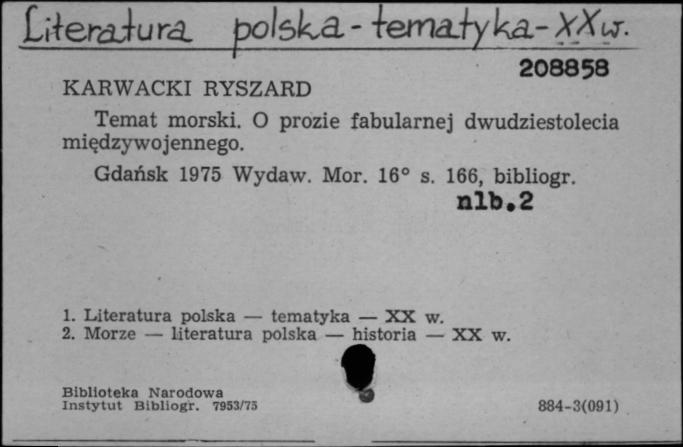 Literatura polska - tematyka - XX w.
208858
KARWACKI RYSZARD
Temat morski. O prozie fabularnej dwudziestolecia
międzywojennego.
Gdańsk 1975 Wydaw. Mor. 16° s. 166, bibliogr.
nlb.2
1. Literatura polska — tematyka — XX w.
2. Morze — literatura polska — historia — XX w.
Biblioteka Narodowa
Instytut Bibliogr. 7953/75
884-3(091)